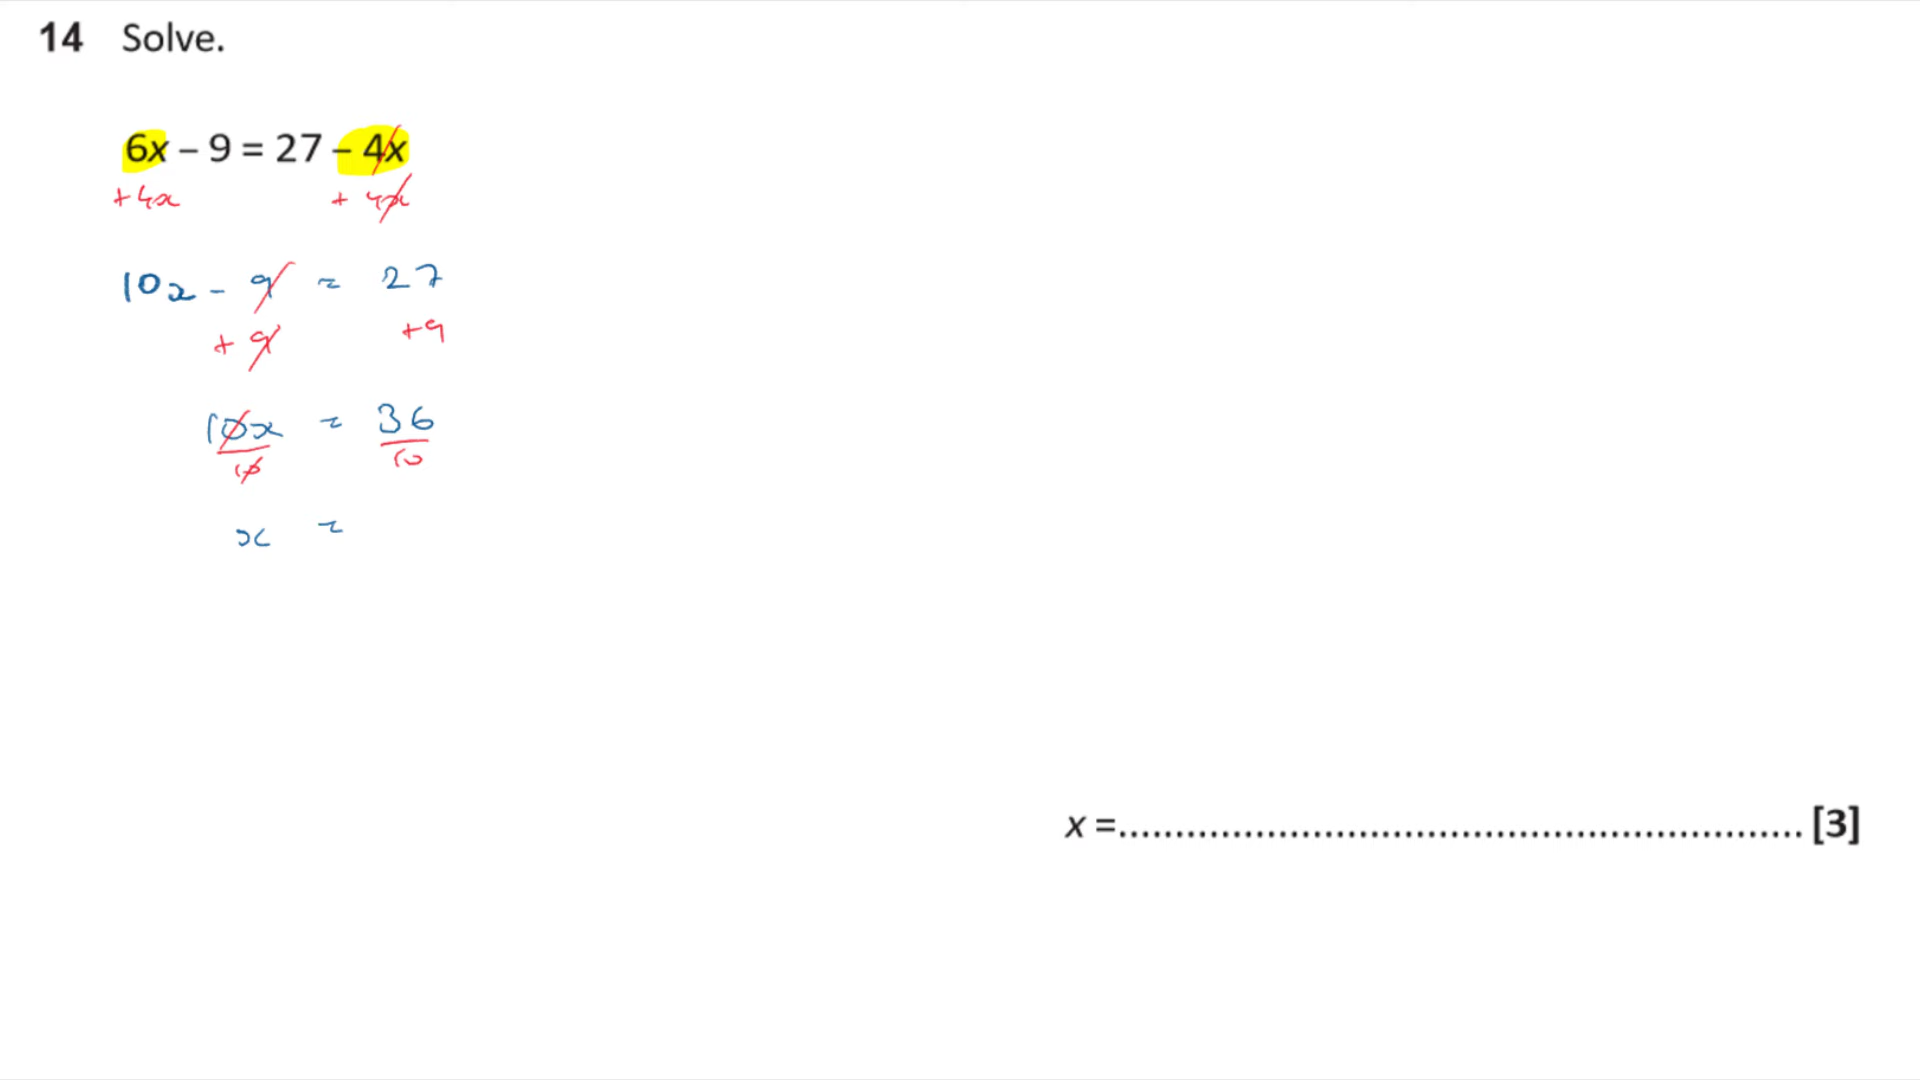 14 Solve.
6x – 9 = 27 – 4x
+4x + 4x
10x - 9 = 27
+ 9 +9
10x = 36
10 10
x =
x =............................................................ [3]